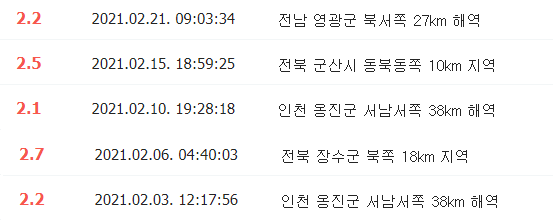 2.2 2021.02.21. 09:03:34 전남 영광군 북서쪽 27km 해역
2.5 2021.02.15. 18:59:25 전북 군산시 동북동쪽 10km 지역
2.1 2021.02.10. 19:28:18 인천 옹진군 서남서쪽 38km 해역
2.7 2021.02.06. 04:40:03 전북 장수군 북쪽 18km 지역
2.2 2021.02.03. 12:17:56 인천 옹진군 서남서쪽 38km 해역